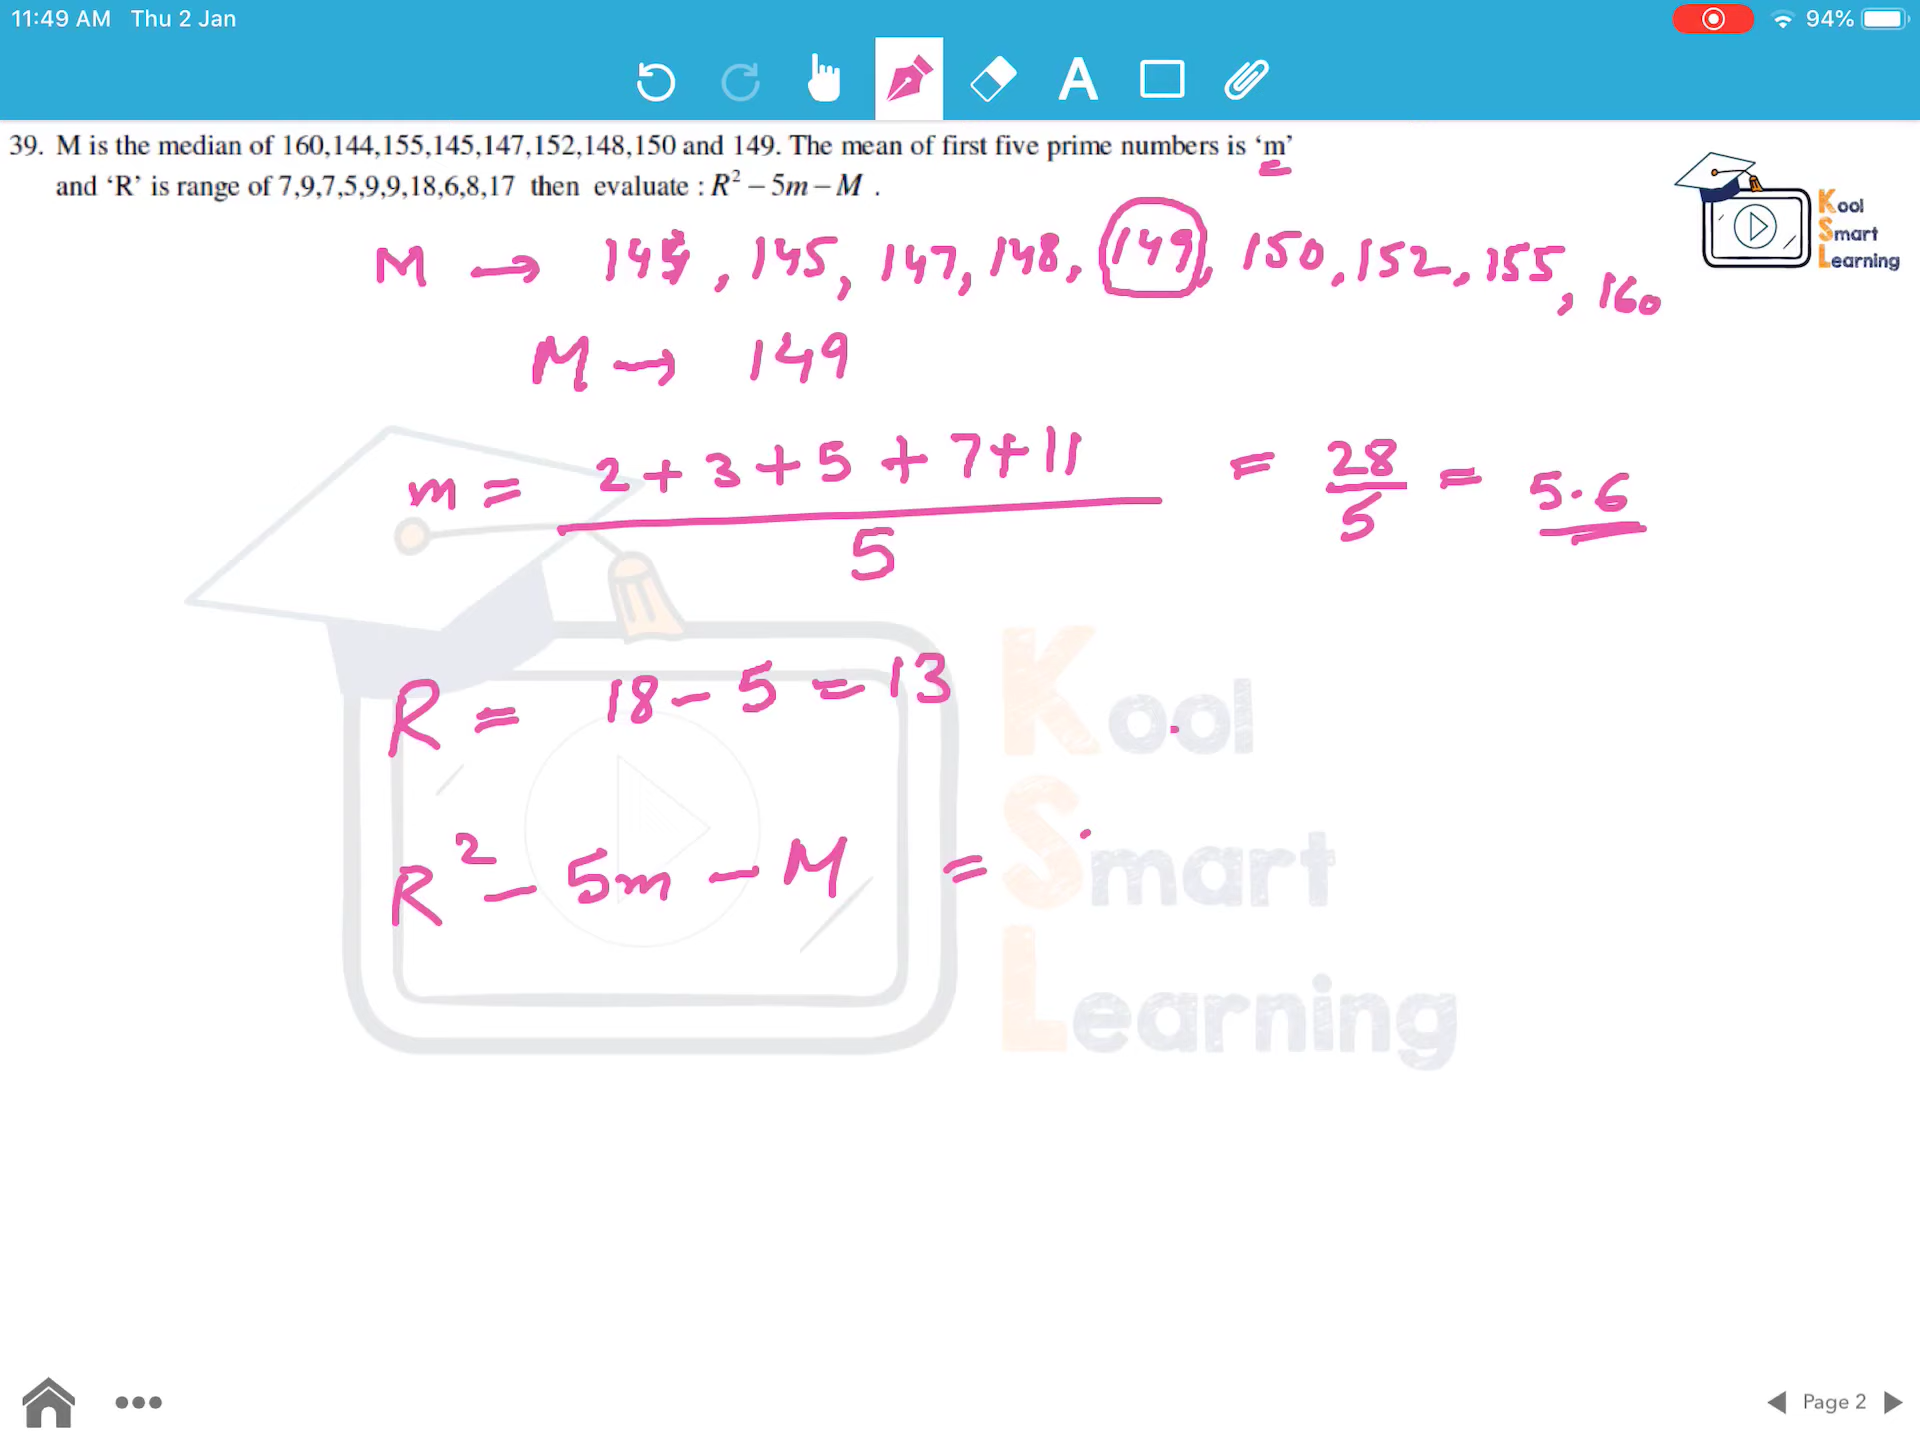 11:49 AM Thu 2 Jan
94%
A
39. M is the median of 160,144,155,145,147,152,148,150 and 149. The mean of first five prime numbers is ‘m’
and ‘R’ is range of 7,9,7,5,9,9,18,6,8,17 then evaluate : R² – 5m – M .
Kool
Smart
Learning
M → 144, 145, 147, 148, 149, 150, 152, 155, 160
M → 149
m = 2 + 3 + 5 + 7 + 11 / 5 = 28/5 = 5.6
R = 18 – 5 = 13
R² – 5m – M =
Kool
Smart
Learning
Page 2